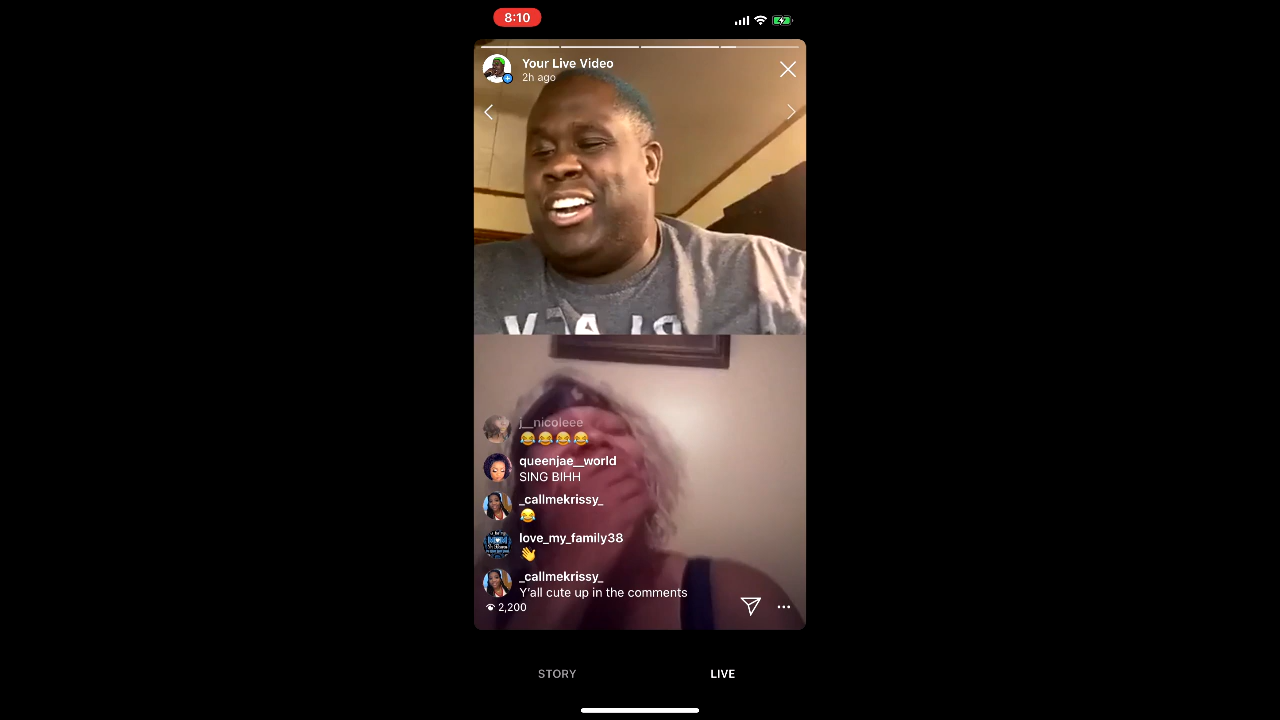 8:10
Your Live Video
2h ago
j__nicoleee
😂😂😂😂
queenjae__world
SING BIHH
_callmekrissy_
😂
love_my_family38
👋
_callmekrissy_
Y'all cute up in the comments
2,200
STORY
LIVE